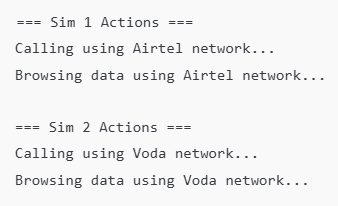 === Sim 1 Actions ===
Calling using Airtel network...
Browsing data using Airtel network...
=== Sim 2 Actions ===
Calling using Voda network...
Browsing data using Voda network...